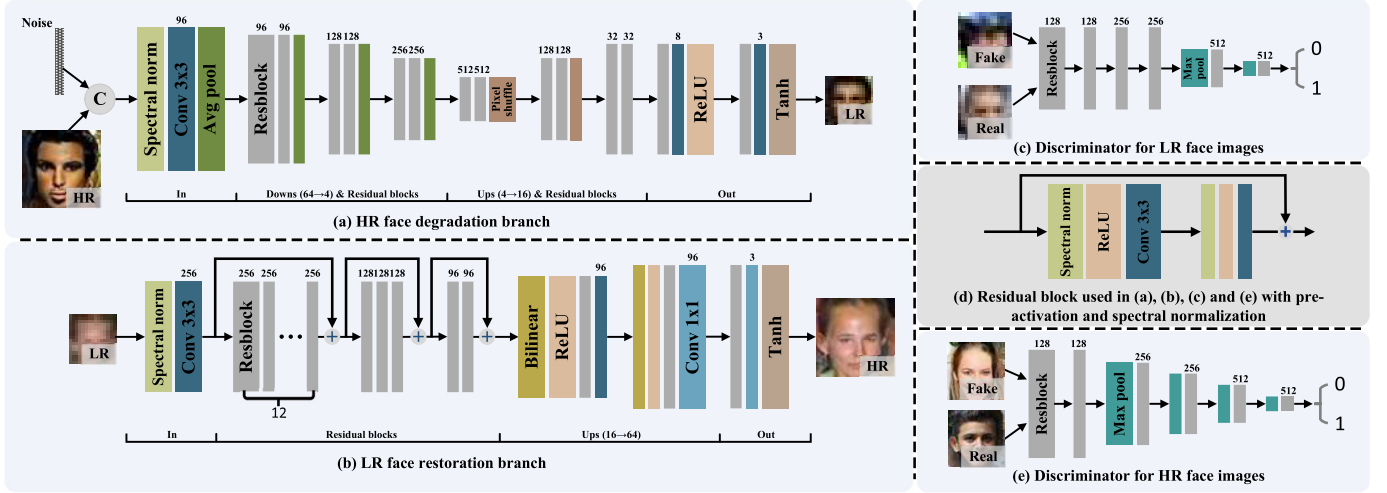 Noise
C
HR
96
Spectral norm
Conv 3x3
Avg pool
96 96
Resblock
128 128
256 256
512 512
Pixel
shuffle
128 128
32 32
8
ReLU
3
Tanh
LR
In
Downs (64→4) & Residual blocks
Ups (4→16) & Residual blocks
Out
(a) HR face degradation branch
LR
256
Spectral norm
Conv 3x3
256 256 256
Resblock
...
12
+
128 128 128
+
96 96
+
Bilinear
ReLU
96
96
Conv 1x1
3
Tanh
HR
In
Residual blocks
Ups (16→64)
Out
(b) LR face restoration branch
Fake
Real
128 128 256 256
Resblock
Max
pool
512
512
0
1
(c) Discriminator for LR face images
Spectral norm
ReLU
Conv 3x3
+
(d) Residual block used in (a), (b), (c) and (e) with pre-
activation and spectral normalization
Fake
Real
128 128
Resblock
Max pool
256
256
512
512
0
1
(e) Discriminator for HR face images